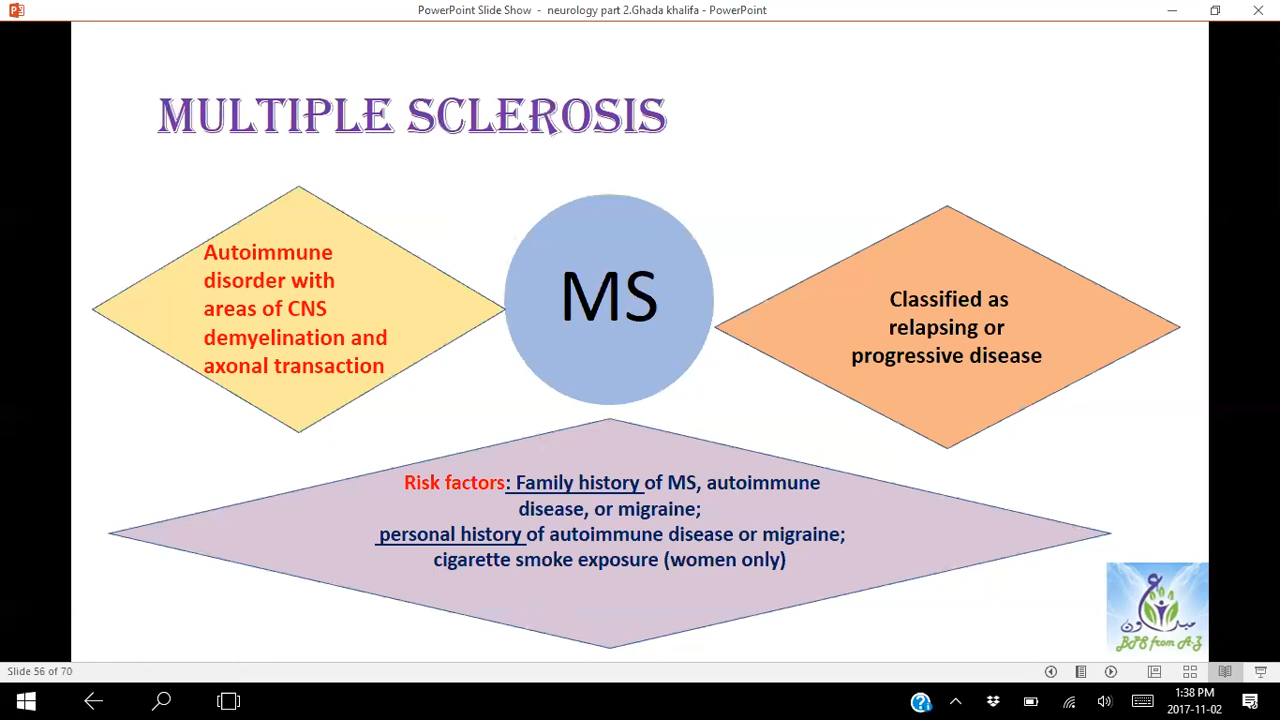 PowerPoint Slide Show - neurology part 2.Ghada khalifa - PowerPoint
MULTIPLE SCLEROSIS
Autoimmune
disorder with
areas of CNS
demyelination and
axonal transaction
MS
Classified as
relapsing or
progressive disease
Risk factors: Family history of MS, autoimmune
disease, or migraine;
personal history of autoimmune disease or migraine;
cigarette smoke exposure (women only)
مبدعون
BPS from A-Z
Slide 56 of 70
1:38 PM
2017-11-02